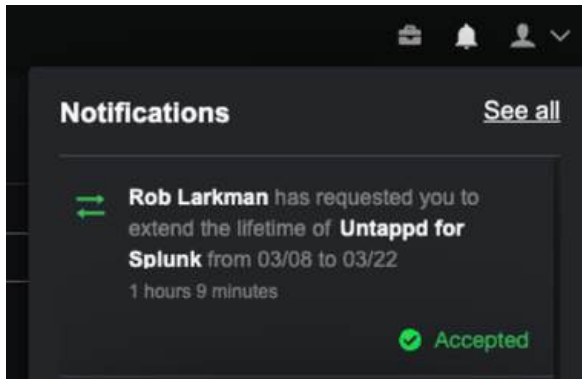 Notifications
See all
Rob Larkman has requested you to
extend the lifetime of Untappd for
Splunk from 03/08 to 03/22
1 hours 9 minutes
Accepted